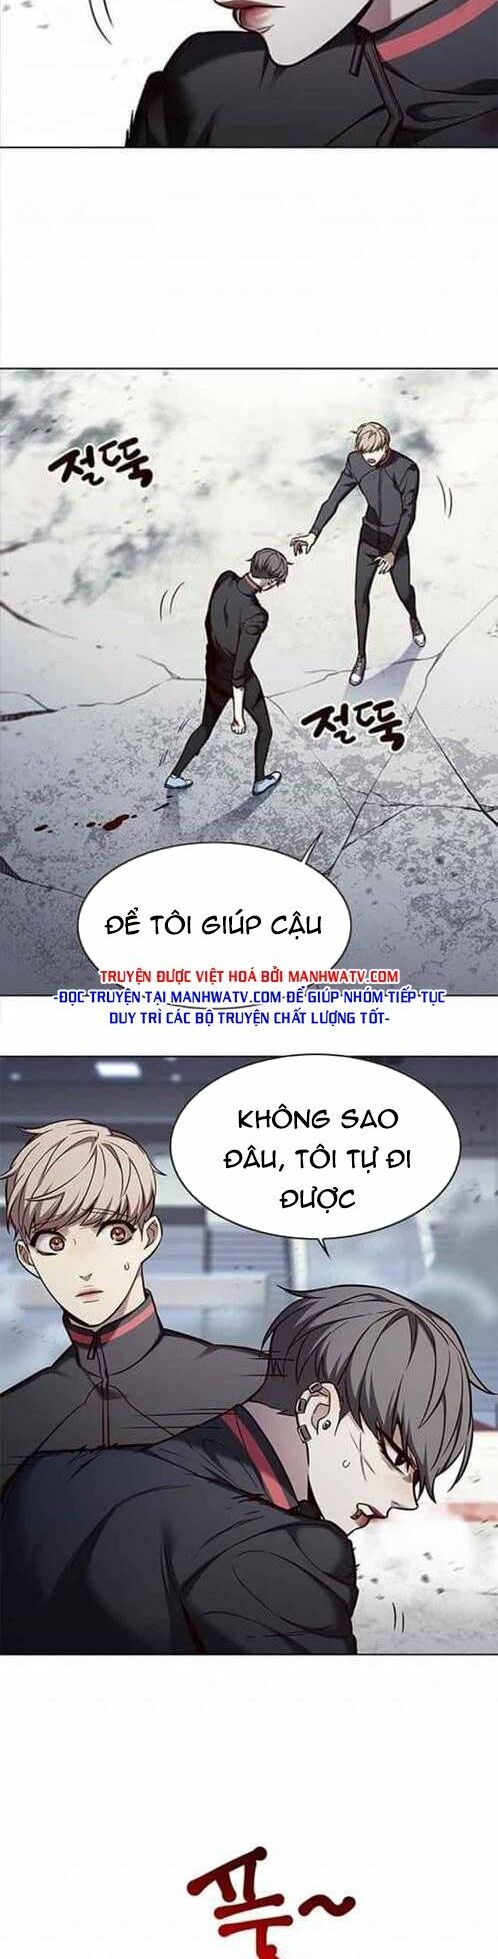 절뚝
절뚝
ĐỂ TÔI GIÚP CẬU
TRUYỆN ĐƯỢC VIỆT HOÁ BỞI MANHWATV.COM
-ĐỌC TRUYỆN TẠI MANHWATV.COM ĐỂ GIÚP NHÓM TIẾP TỤC
DUY TRÌ CÁC BỘ TRUYỆN CHẤT LƯỢNG TỐT-
KHÔNG SAO
ĐÂU, TÔI TỰ ĐI
ĐƯỢC
푹~